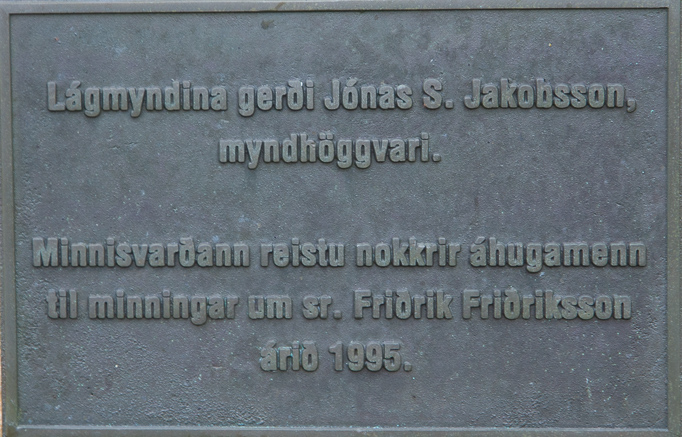 Lágmyndina gerði Jónas S. Jakobsson,
myndhöggvari.
Minnisvarðann reistu nokkrir áhugamenn
til minningar um sr. Friðrik Friðriksson
árið 1995.